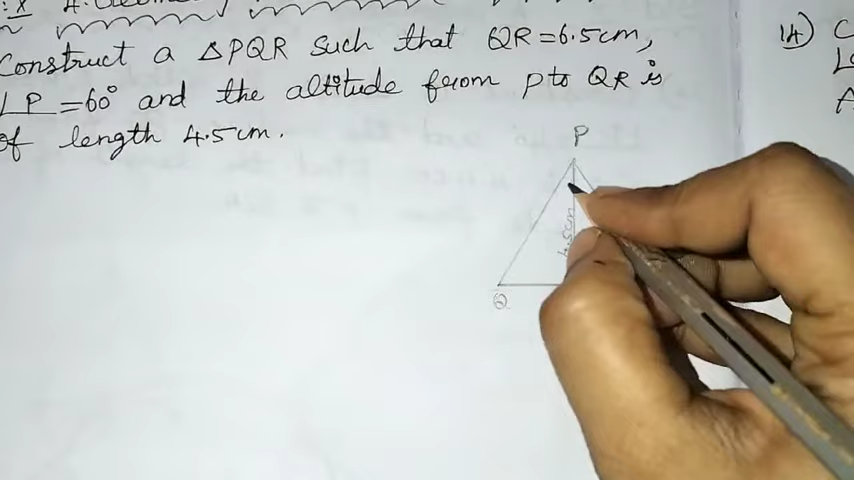 Construct a △PQR such that QR=6.5cm,
∠P=60° and the altitude from P to QR is
of length 4.5cm.
14) C
P
4.5cm
Q